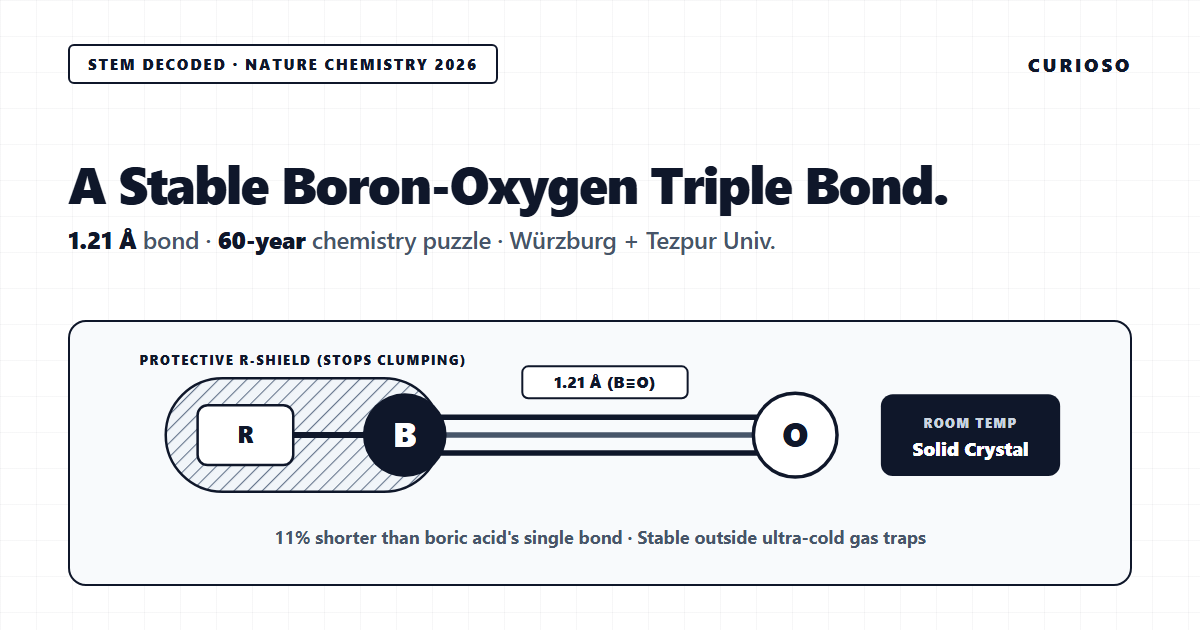 STEM DECODED · NATURE CHEMISTRY 2026
CURIOSO
A Stable Boron-Oxygen Triple Bond.
1.21 Å bond · 60-year chemistry puzzle · Würzburg + Tezpur Univ.
PROTECTIVE R-SHIELD (STOPS CLUMPING)
1.21 Å (B≡O)
R
B
O
ROOM TEMP
Solid Crystal
11% shorter than boric acid's single bond · Stable outside ultra-cold gas traps